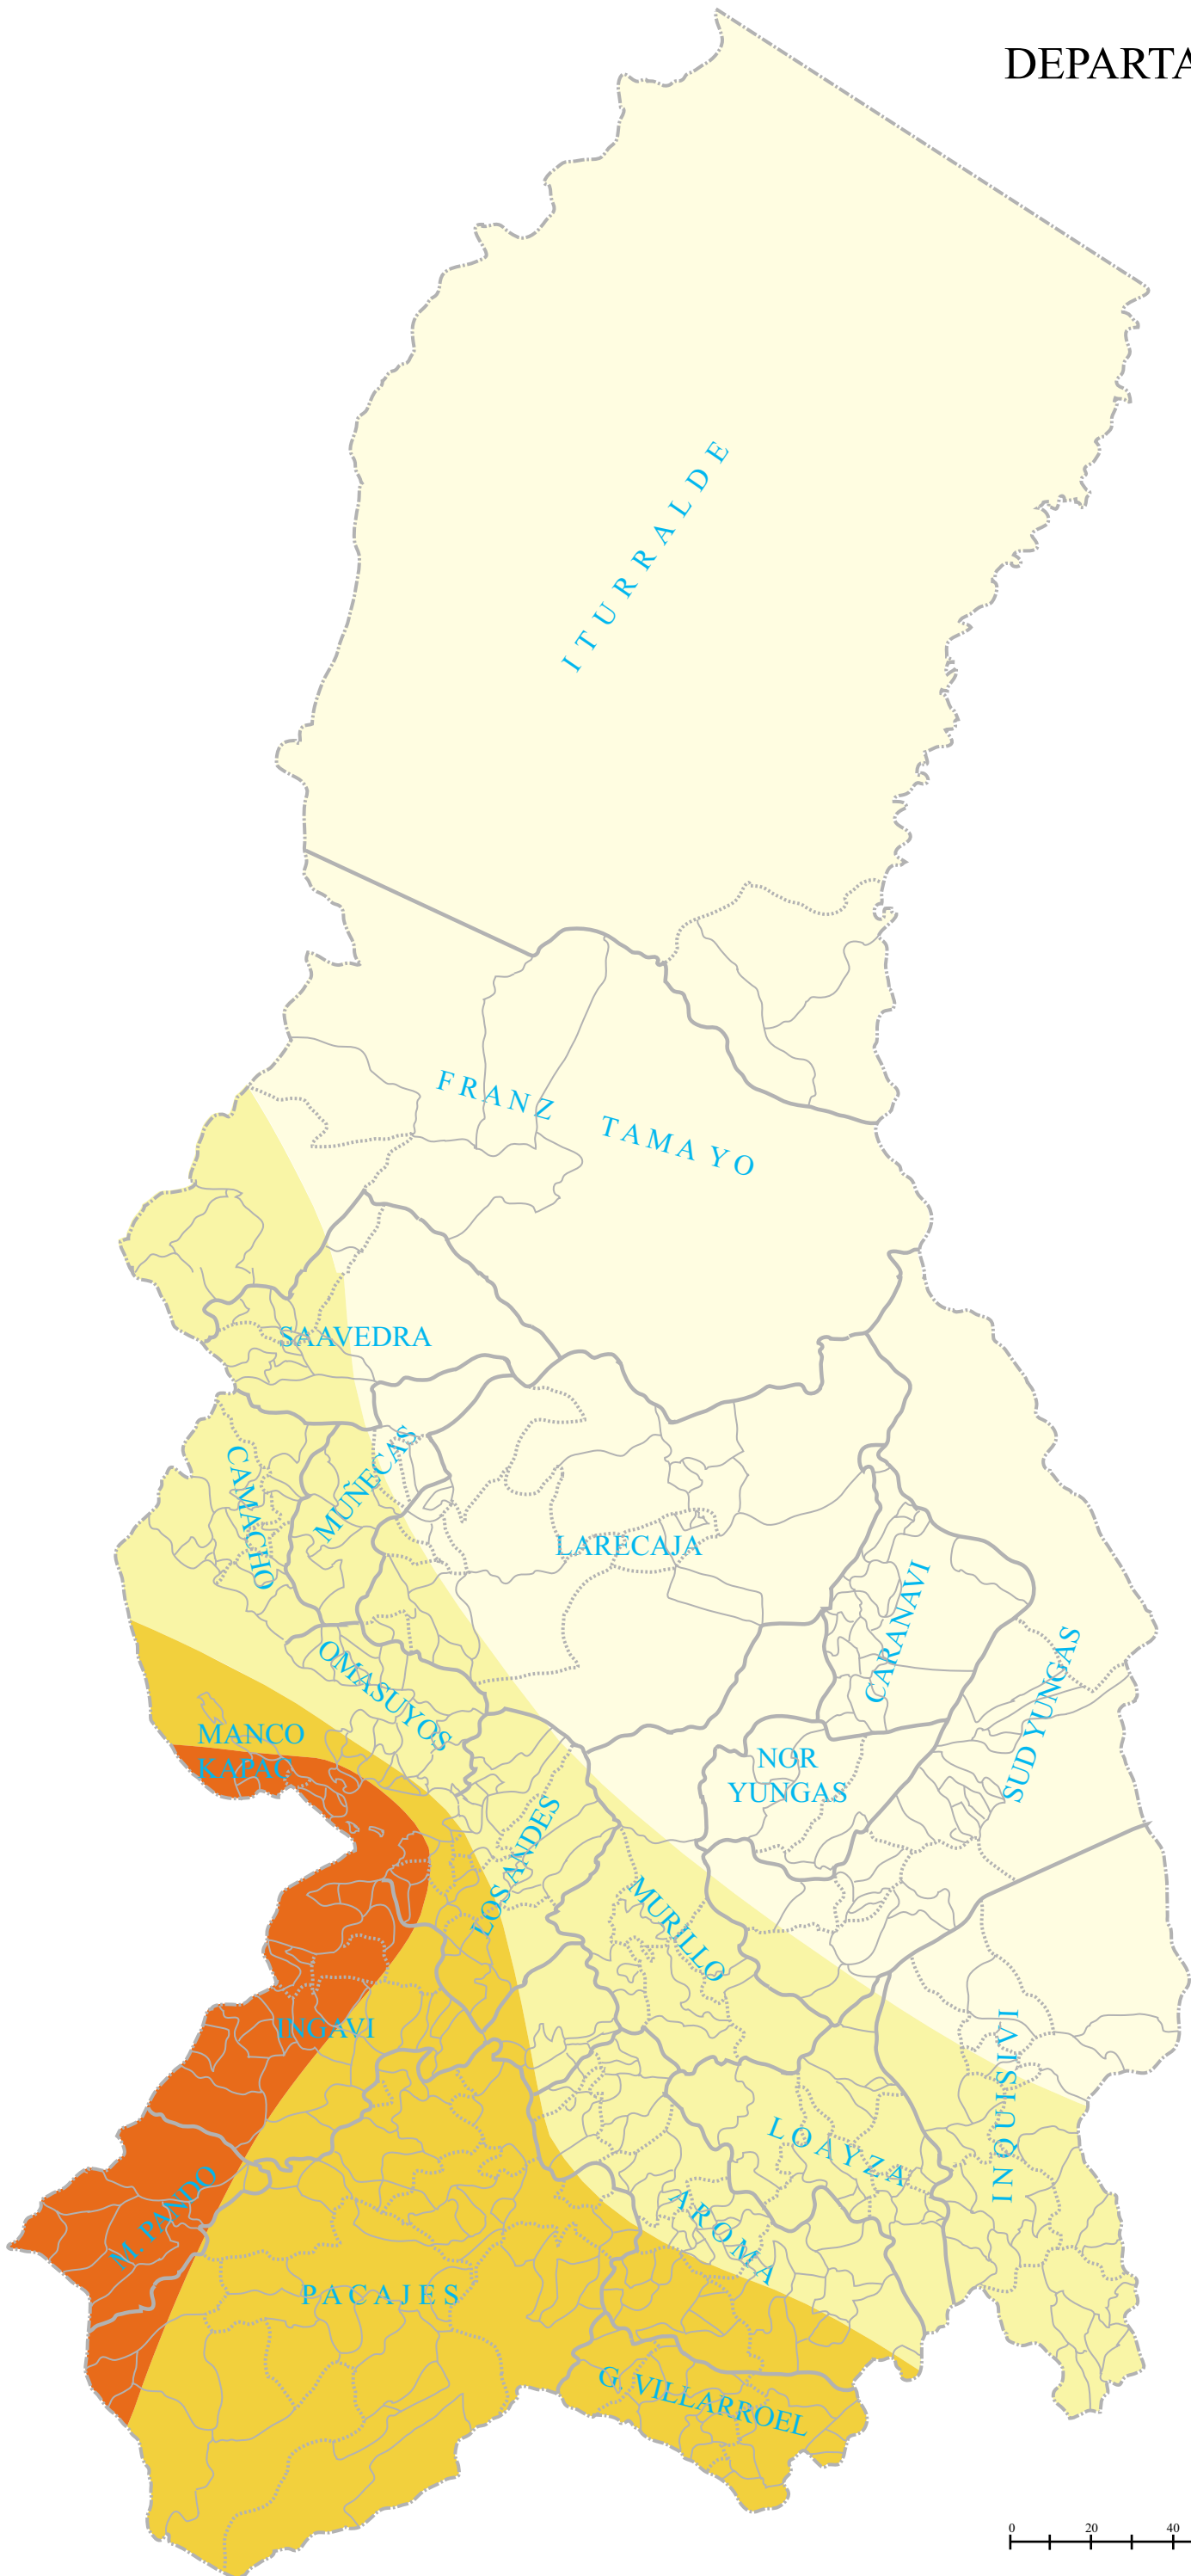 DEPARTA
ITURRALDE
FRANZ TAMAYO
SAAVEDRA
CAMACHO
MUÑECAS
LARECAJA
CARANAVI
OMASUYOS
SUD YUNGAS
MANCO
KAPAC
NOR
YUNGAS
LOS ANDES
MURILLO
INGAVI
INQUISIVI
LOAYZA
M. PANDO
AROMA
PACAJES
G. VILLARROEL
0 20 40